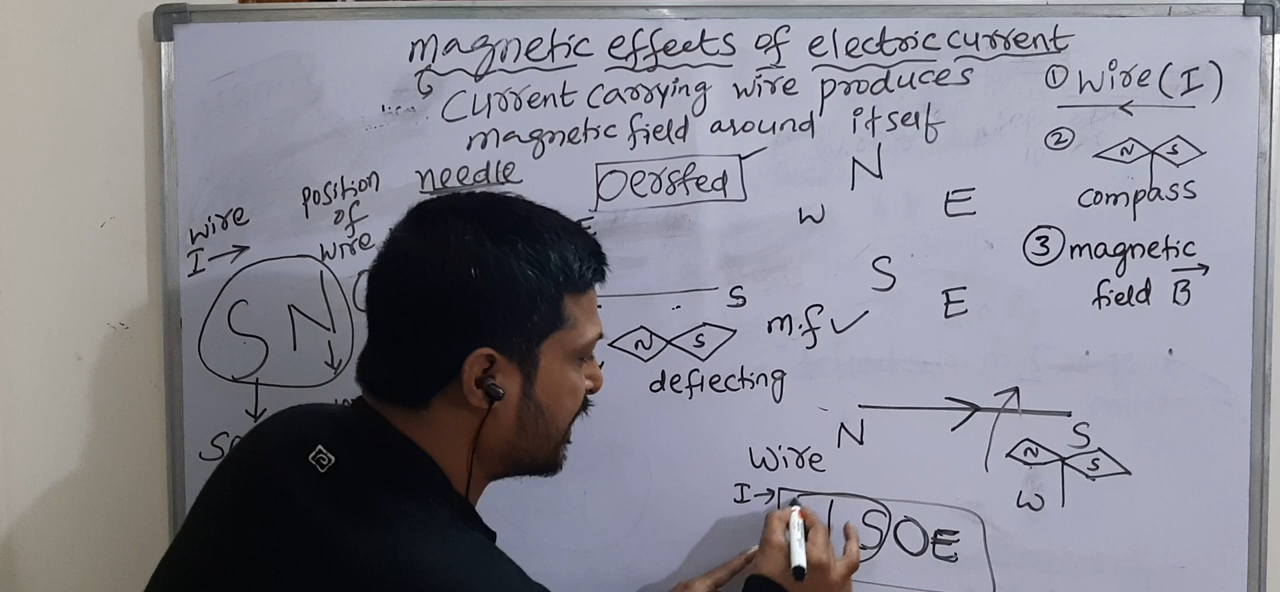 magnetic effects of electric current
Current carrying wire produces
magnetic field around itself
① Wire (I)
② N S
compass
③ magnetic
field B
position
of
wire
needle
Oersted
wire
I →
S N
N
W E
S
E
S
N S
m.f ✓
deflecting
N S
N S
W
Wire
I →
S O E